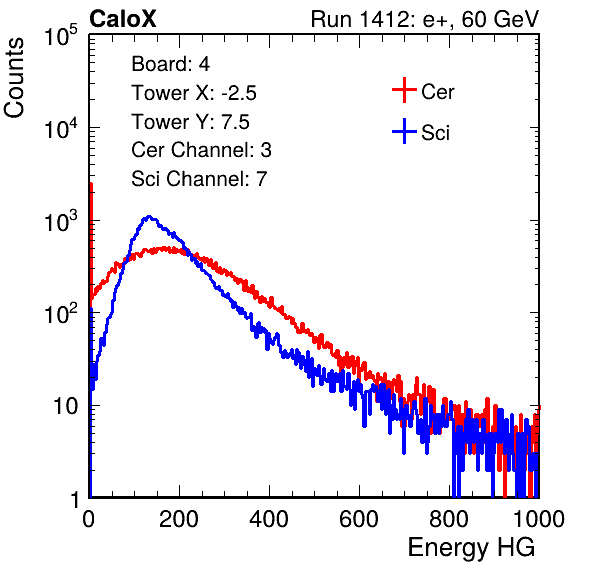 CaloX Run 1412: e+, 60 GeV
Counts
10^5
10^4
10^3
10^2
10
1
Board: 4
Tower X: -2.5
Tower Y: 7.5
Cer Channel: 3
Sci Channel: 7
Cer
Sci
0 200 400 600 800 1000
Energy HG